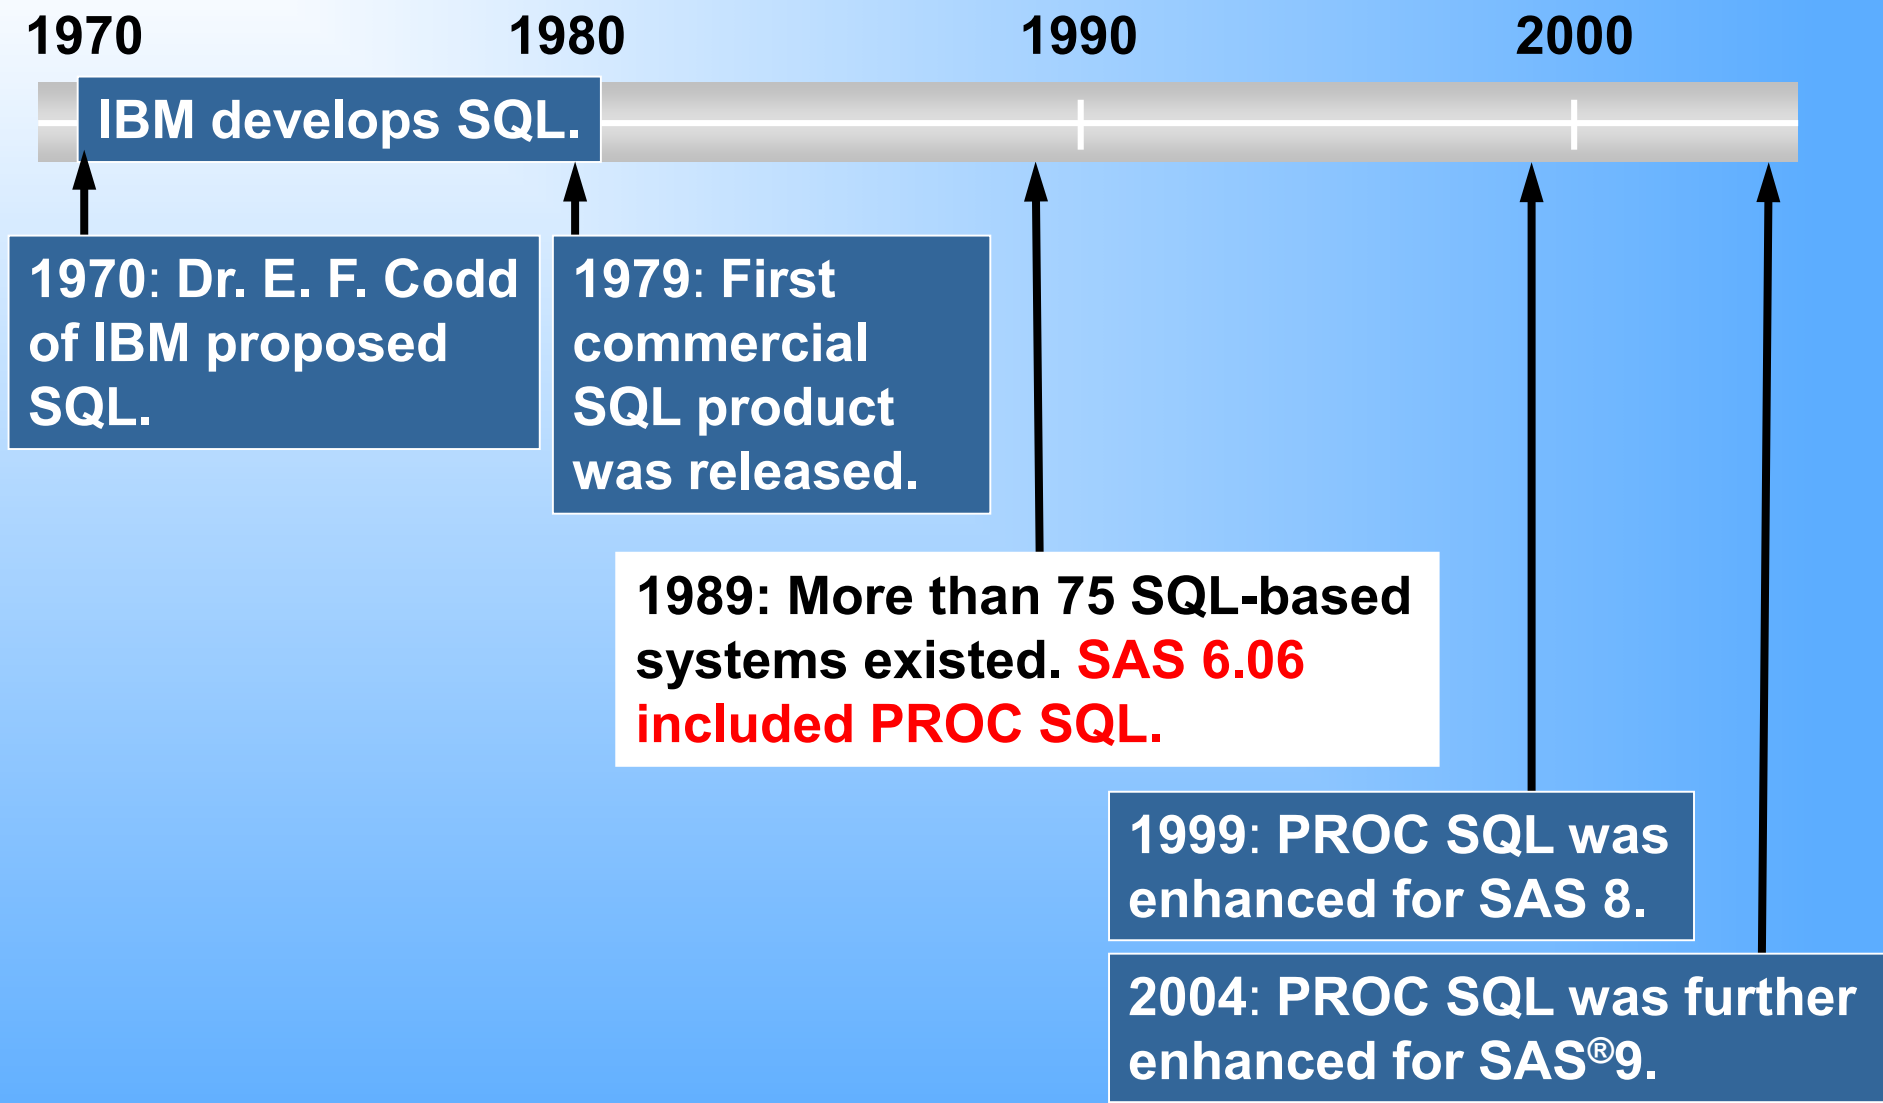 1970 1980 1990 2000
IBM develops SQL.
1970: Dr. E. F. Codd
of IBM proposed
SQL.
1979: First
commercial
SQL product
was released.
1989: More than 75 SQL-based
systems existed. SAS 6.06
included PROC SQL.
1999: PROC SQL was
enhanced for SAS 8.
2004: PROC SQL was further
enhanced for SAS®9.